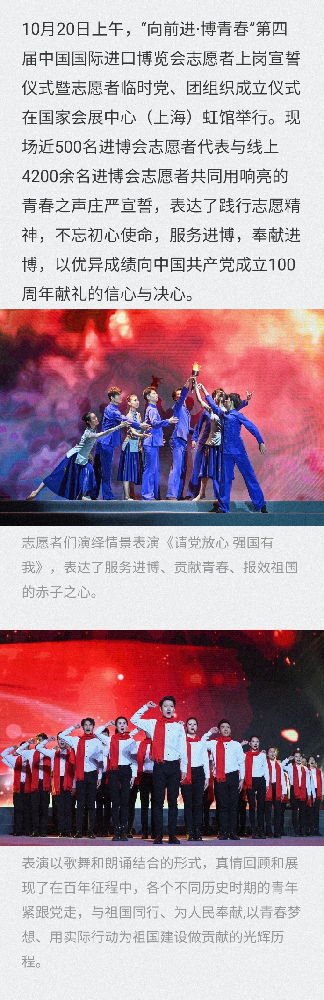 10月20日上午，“向前进·博青春”第四
届中国国际进口博览会志愿者上岗宣誓
仪式暨志愿者临时党、团组织成立仪式
在国家会展中心（上海）虹馆举行。现
场近500名进博会志愿者代表与线上
4200余名进博会志愿者共同用响亮的
青春之声庄严宣誓，表达了践行志愿精
神，不忘初心使命，服务进博，奉献进
博，以优异成绩向中国共产党成立100
周年献礼的信心与决心。
志愿者们演绎情景表演《请党放心 强国有
我》，表达了服务进博、贡献青春、报效祖国
的赤子之心。
表演以歌舞和朗诵结合的形式，真情回顾和展
现了在百年征程中，各个不同历史时期的青年
紧跟党走，与祖国同行、为人民奉献,以青春梦
想、用实际行动为祖国建设做贡献的光辉历
程。